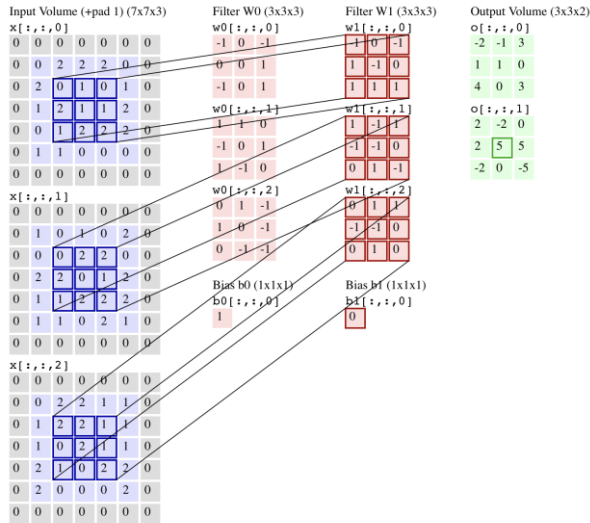 Input Volume (+pad 1) (7x7x3)
x[:,:,0]
0 0 0 0 0 0 0
0 0 2 2 2 0 0
0 2 0 1 0 1 0
0 1 2 1 1 2 0
0 0 1 2 2 2 0
0 1 1 0 0 0 0
0 0 0 0 0 0 0
x[:,:,1]
0 0 0 0 0 0 0
0 1 0 1 0 2 0
0 0 0 2 2 0 0
0 2 2 0 1 2 0
0 1 1 2 2 2 0
0 1 1 0 2 1 0
0 0 0 0 0 0 0
x[:,:,2]
0 0 0 0 0 0 0
0 0 2 2 1 1 0
0 1 2 2 1 1 0
0 1 0 2 1 1 0
0 2 1 0 2 2 0
0 2 0 0 0 2 0
0 0 0 0 0 0 0
Filter W0 (3x3x3)
w0[:,:,0]
-1 0 -1
0 0 1
-1 0 1
w0[:,:,1]
1 1 0
-1 0 1
1 -1 0
w0[:,:,2]
0 1 -1
1 0 -1
0 -1 -1
Bias b0 (1x1x1)
b0[:,:,0]
1
Filter W1 (3x3x3)
w1[:,:,0]
-1 0 -1
1 -1 0
1 1 1
w1[:,:,1]
1 -1 1
-1 -1 0
0 1 -1
w1[:,:,2]
0 1 1
-1 -1 0
0 1 0
Bias b1 (1x1x1)
b1[:,:,0]
0
Output Volume (3x3x2)
o[:,:,0]
-2 -1 3
1 1 0
4 0 3
o[:,:,1]
2 -2 0
2 5 5
-2 0 -5